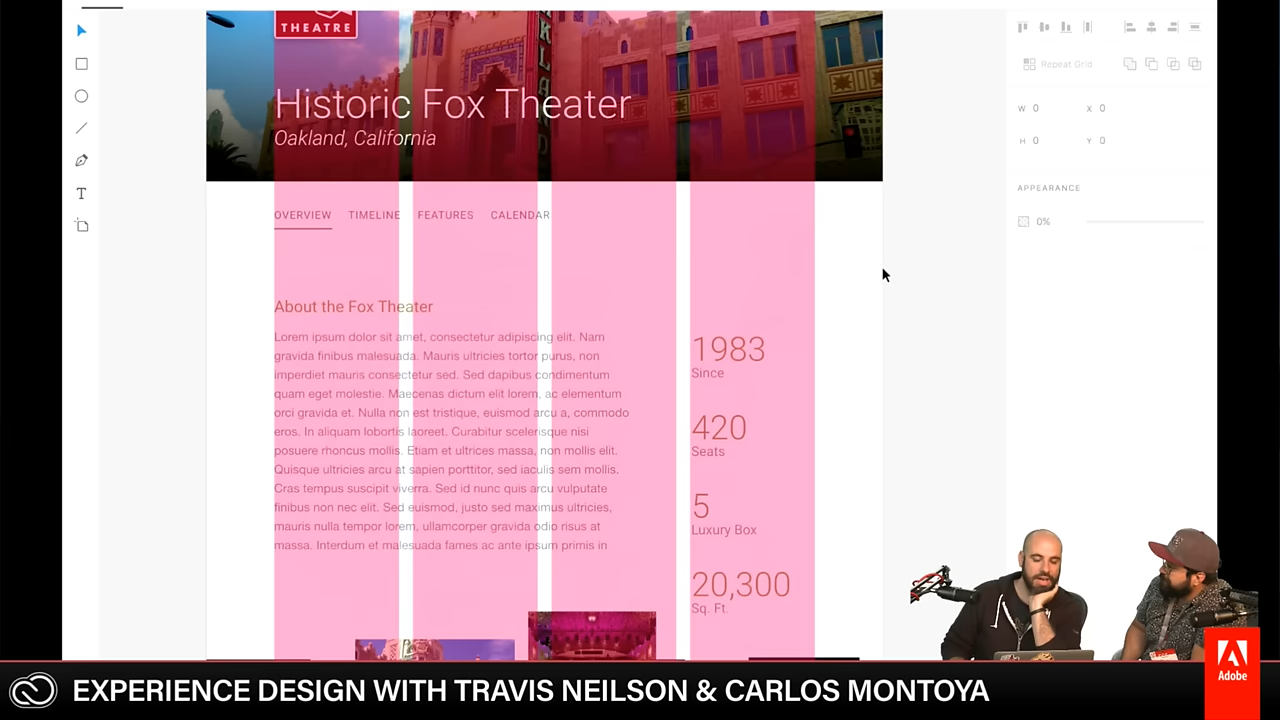 THEATRE
KLAND
Historic Fox Theater
Oakland, California
Repeat Grid
W 0 X 0
H 0 Y 0
APPEARANCE
0%
OVERVIEW TIMELINE FEATURES CALENDAR
About the Fox Theater
Lorem ipsum dolor sit amet, consectetur adipiscing elit. Nam
gravida finibus malesuada. Mauris ultricies tortor purus, non
imperdiet mauris consectetur sed. Sed dapibus condimentum
quam eget molestie. Maecenas dictum elit lorem, ac elementum
orci gravida et. Nulla non est tristique, euismod arcu a, commodo
eros. In aliquam lobortis laoreet. Curabitur scelerisque nisi
posuere rhoncus mollis. Etiam et ultrices massa, non mollis elit.
Quisque ultricies arcu at sapien porttitor, sed iaculis sem mollis.
Cras tempus suscipit viverra. Sed id nunc quis arcu vulputate
finibus non nec elit. Sed euismod, justo sed maximus ultricies,
mauris nulla tempor lorem, ullamcorper gravida odio risus at
massa. Interdum et malesuada fames ac ante ipsum primis in
1983
Since
420
Seats
5
Luxury Box
20,300
Sq. Ft.
EXPERIENCE DESIGN WITH TRAVIS NEILSON & CARLOS MONTOYA
Adobe